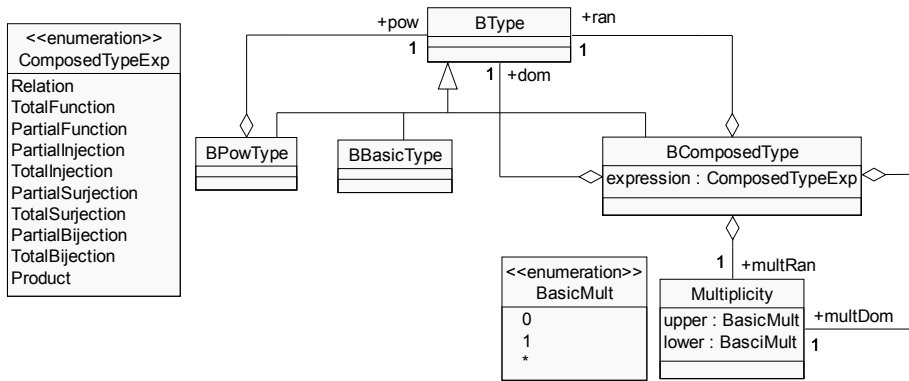 <<enumeration>>
ComposedTypeExp
Relation
TotalFunction
PartialFunction
PartialInjection
TotalInjection
PartialSurjection
TotalSurjection
PartialBijection
TotalBijection
Product
+pow
1
BType
+ran
1
1
+dom
BPowType
BBasicType
BComposedType
expression : ComposedTypeExp
1
+multRan
<<enumeration>>
BasicMult
0
1
*
Multiplicity
upper : BasicMult
lower : BasciMult
+multDom
1